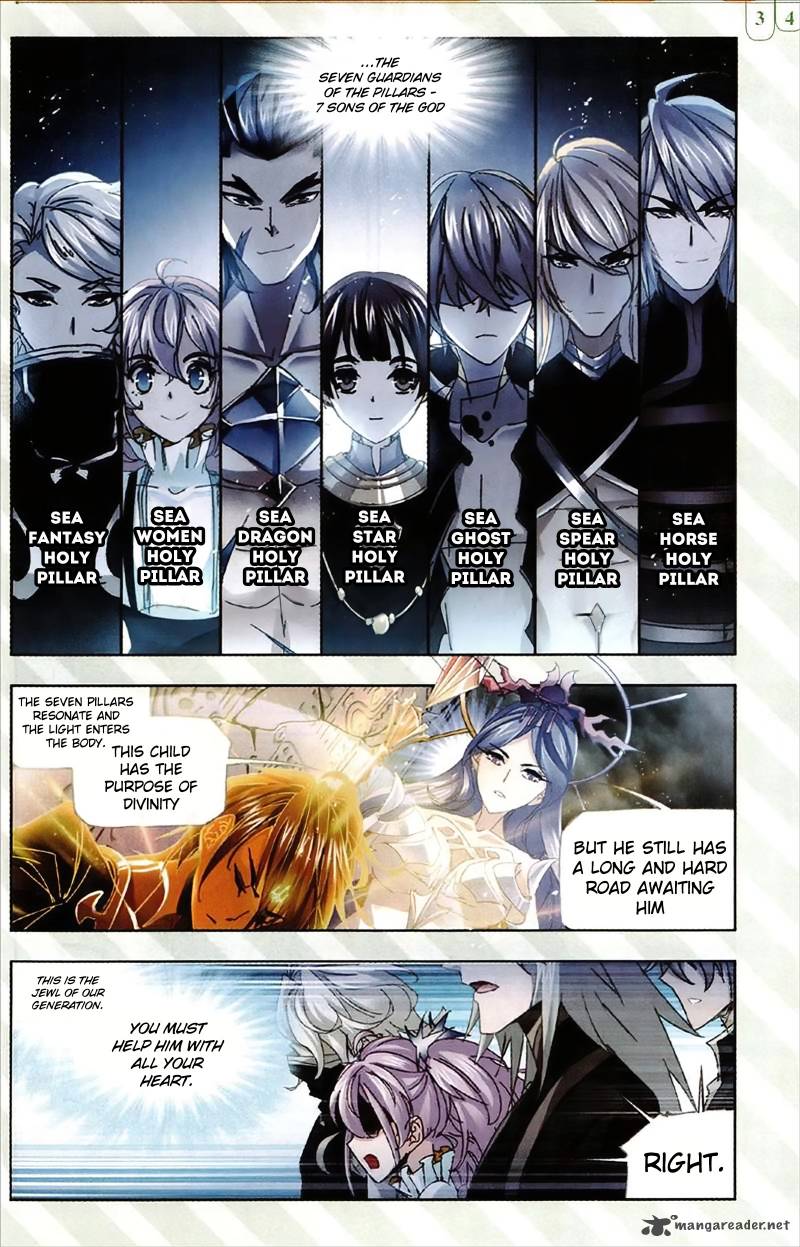 3 4
...THE
SEVEN GUARDIANS
OF THE PILLARS -
7 SONS OF THE GOD
SEA
FANTASY
HOLY
PILLAR
SEA
WOMEN
HOLY
PILLAR
SEA
DRAGON
HOLY
PILLAR
SEA
STAR
HOLY
PILLAR
SEA
GHOST
HOLY
PILLAR
SEA
SPEAR
HOLY
PILLAR
SEA
HORSE
HOLY
PILLAR
THE SEVEN PILLARS
RESONATE AND
THE LIGHT ENTERS
THE BODY.
THIS CHILD
HAS THE
PURPOSE OF
DIVINITY
BUT HE STILL HAS
A LONG AND HARD
ROAD AWAITING
HIM
THIS IS THE
JEWL OF OUR
GENERATION.
YOU MUST
HELP HIM WITH
ALL YOUR
HEART.
RIGHT.
mangareader.net